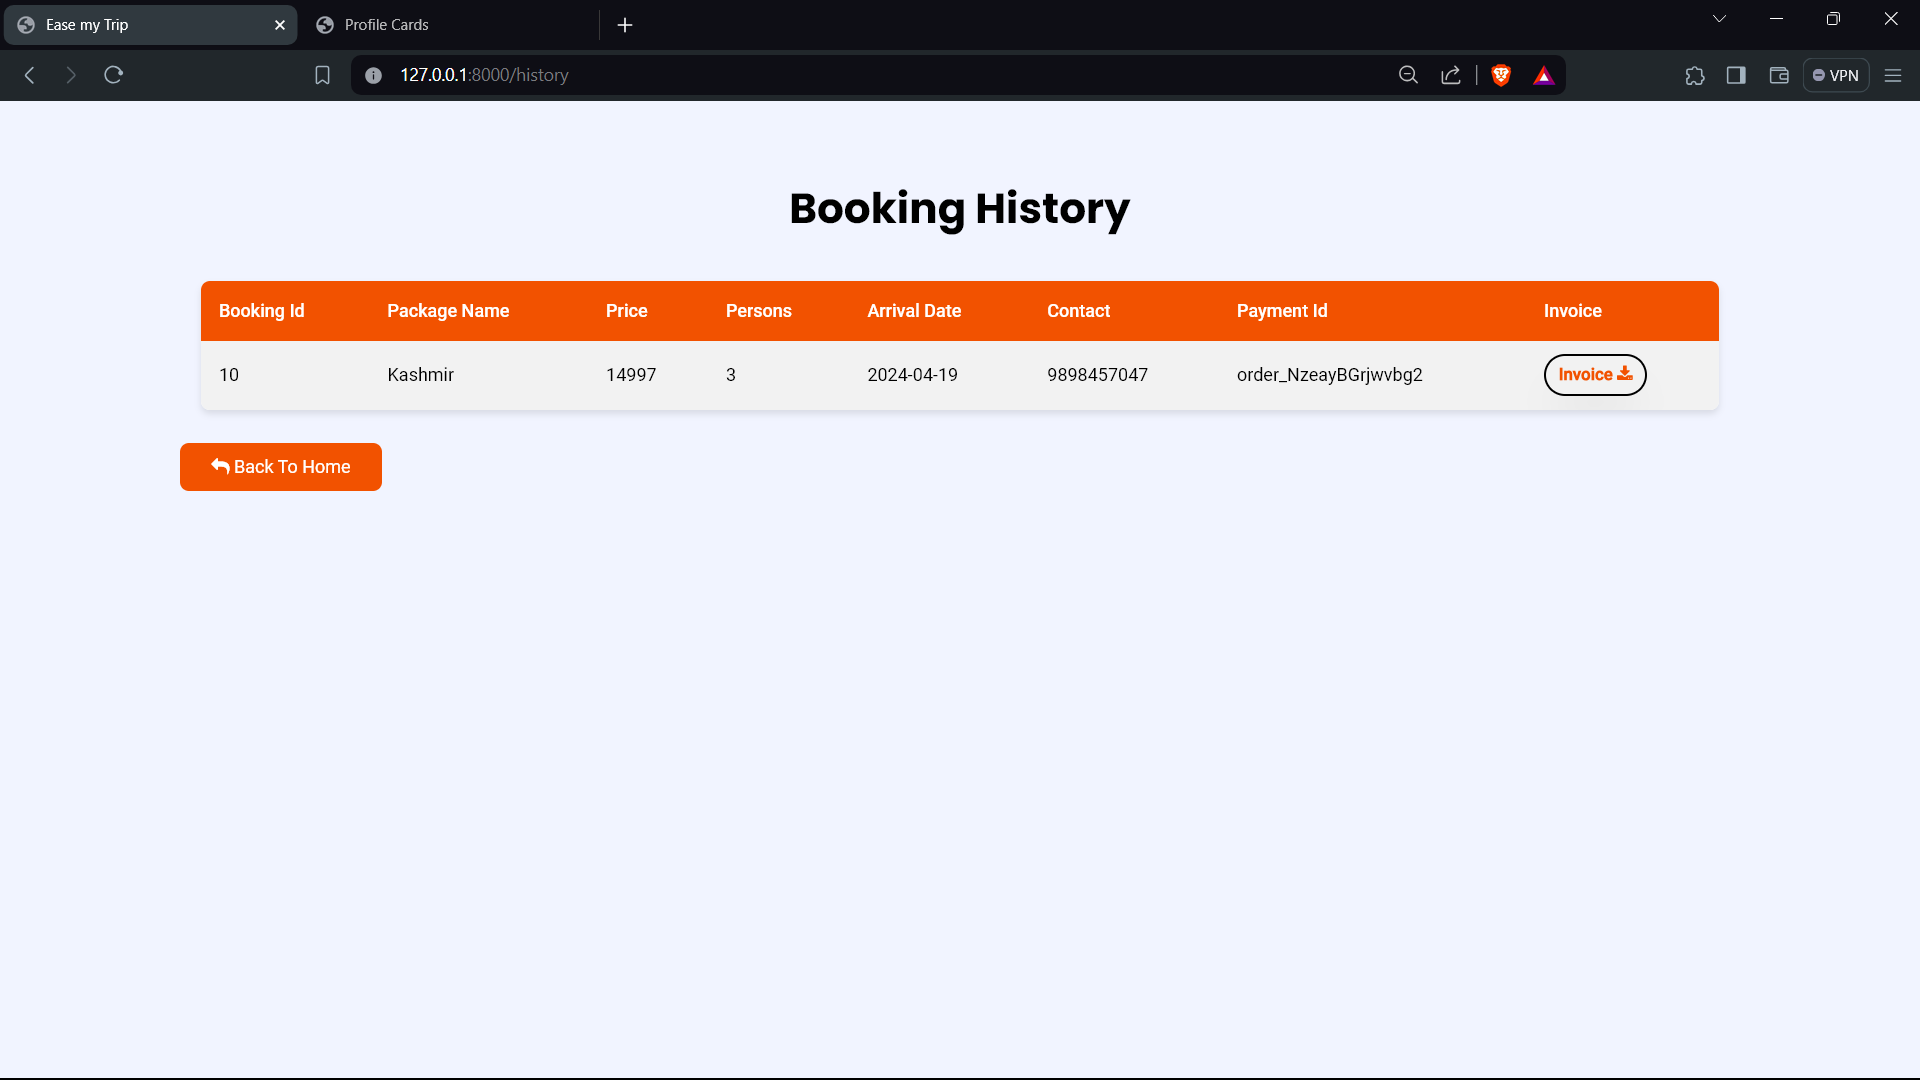 Ease my Trip
Profile Cards
127.0.0.1:8000/history
VPN
Booking History
Booking Id Package Name Price Persons Arrival Date Contact Payment Id Invoice
10 Kashmir 14997 3 2024-04-19 9898457047 order_NzeayBGrjwvbg2 Invoice
Back To Home